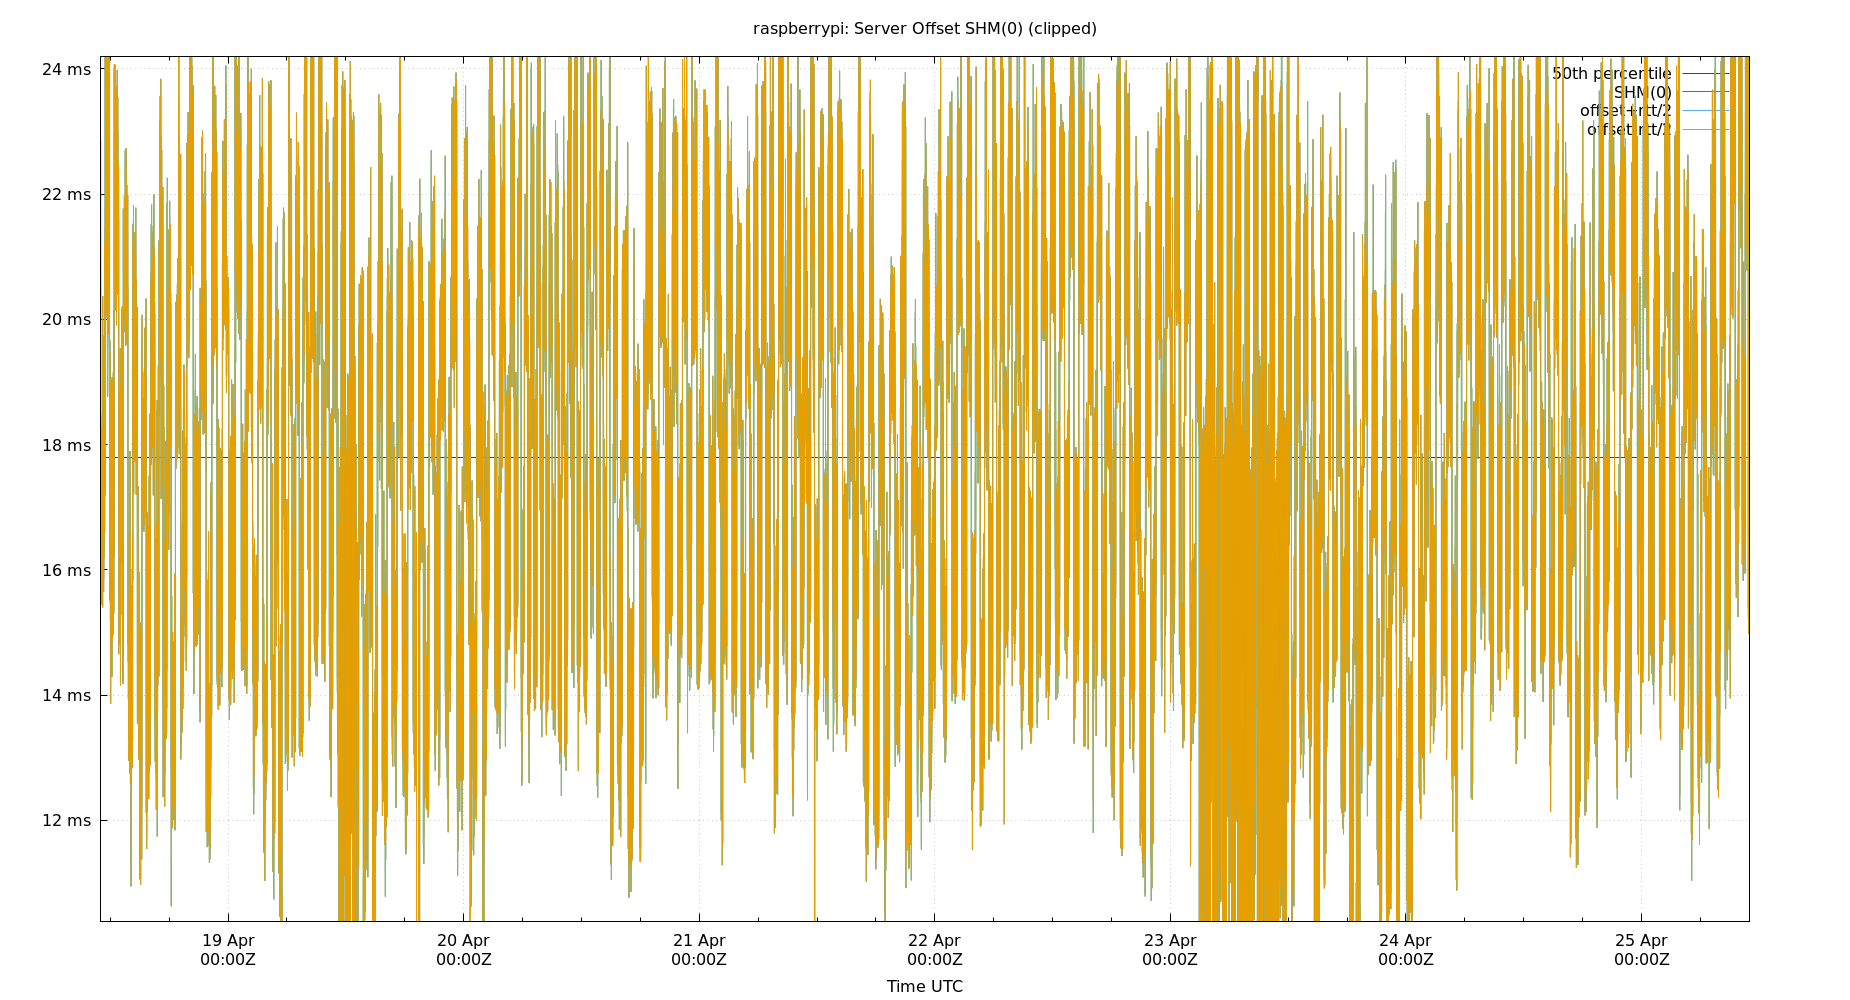 raspberrypi: Server Offset SHM(0) (clipped)
24 ms
22 ms
20 ms
18 ms
16 ms
14 ms
12 ms
50th percentile
SHM(0)
offset+rtt/2
offset-rtt/2
19 Apr
00:00Z
20 Apr
00:00Z
21 Apr
00:00Z
22 Apr
00:00Z
23 Apr
00:00Z
24 Apr
00:00Z
25 Apr
00:00Z
Time UTC